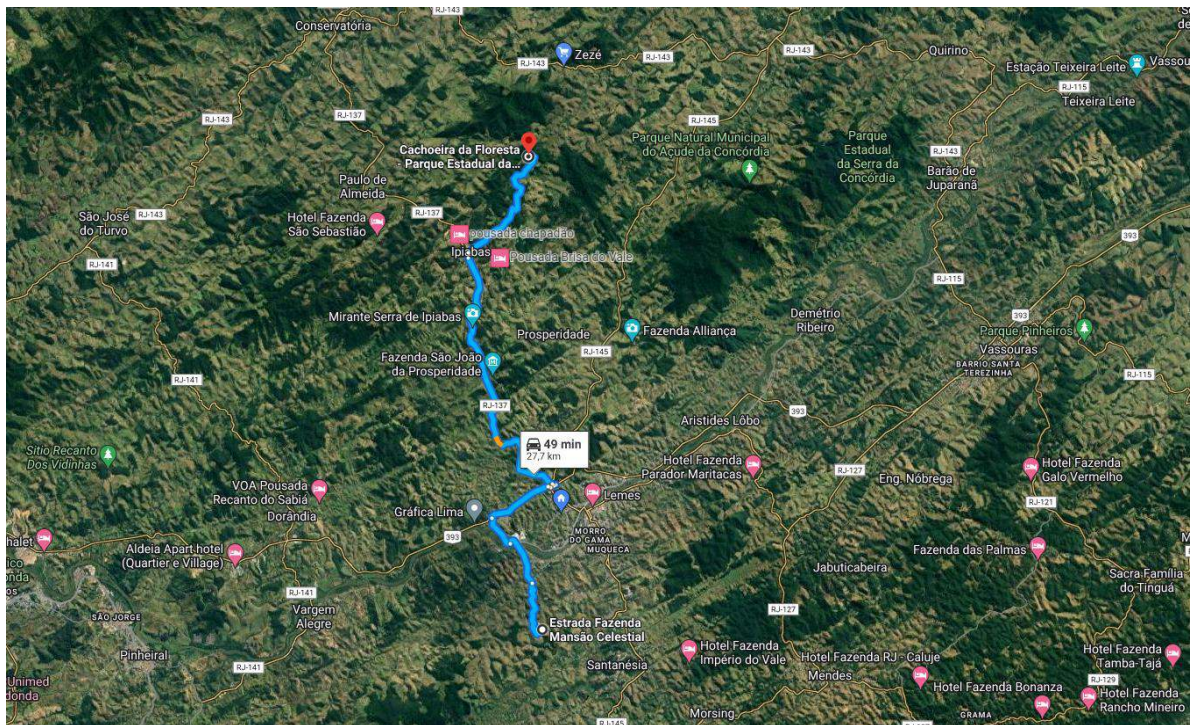 RJ-143
Conservatória
Zezé
RJ-143
RJ-143
RJ-143
Quirino
Estação Teixeira Leite
Vassou
RJ-115
Teixeira Leite
RJ-143
RJ-137
RJ-145
RJ-143
Cachoeira da Floresta
- Parque Estadual da...
Parque Natural Municipal
do Açude da Concórdia
Parque
Estadual
da Serra da
Concórdia
Barão de
Juparanã
Paulo de
Almeida
RJ-137
São José
do Turvo
RJ-143
Hotel Fazenda
São Sebastião
pousada chapadão
Ipiabas
Pousada Brisa do Vale
393
RJ-141
RJ-115
Mirante Serra de Ipiabas
Demétrio
Ribeiro
393
Prosperidade
Fazenda Alliança
Parque Pinheiros
RJ-145
Vassouras
Fazenda São João
da Prosperidade
BARRIO SANTA
TEREZINHA
RJ-115
RJ-141
RJ-137
393
Aristides Lôbo
49 min
27,7 km
Sitio Recanto
Dos Vidinhas
Hotel Fazenda
Parador Maritacas
RJ-127
Eng. Nóbrega
Hotel Fazenda
Galo Vermelho
VOA Pousada
Recanto do Sabiá
Dorândia
Lemes
RJ-121
Gráfica Lima
393
MORRO
DO GAMA
MUQUECA
halet
Aldeia Apart hotel
(Quartier e Village)
Fazenda das Palmas
Jabuticabeira
Sacra Família
do Tinguá
RJ-141
Vargem
Alegre
RJ-127
SÃO JORGE
Estrada Fazenda
Mansão Celestial
Pinheiral
RJ-141
Santanésia
Hotel Fazenda
Império do Vale
Hotel Fazenda RJ - Caluje
Mendes
Hotel Fazenda
Tamba-Tajá
Unimed
donda
Hotel Fazenda Bonanza
RJ-129
Hotel Fazenda
Rancho Mineiro
GRAMA
Morsing
RJ-145